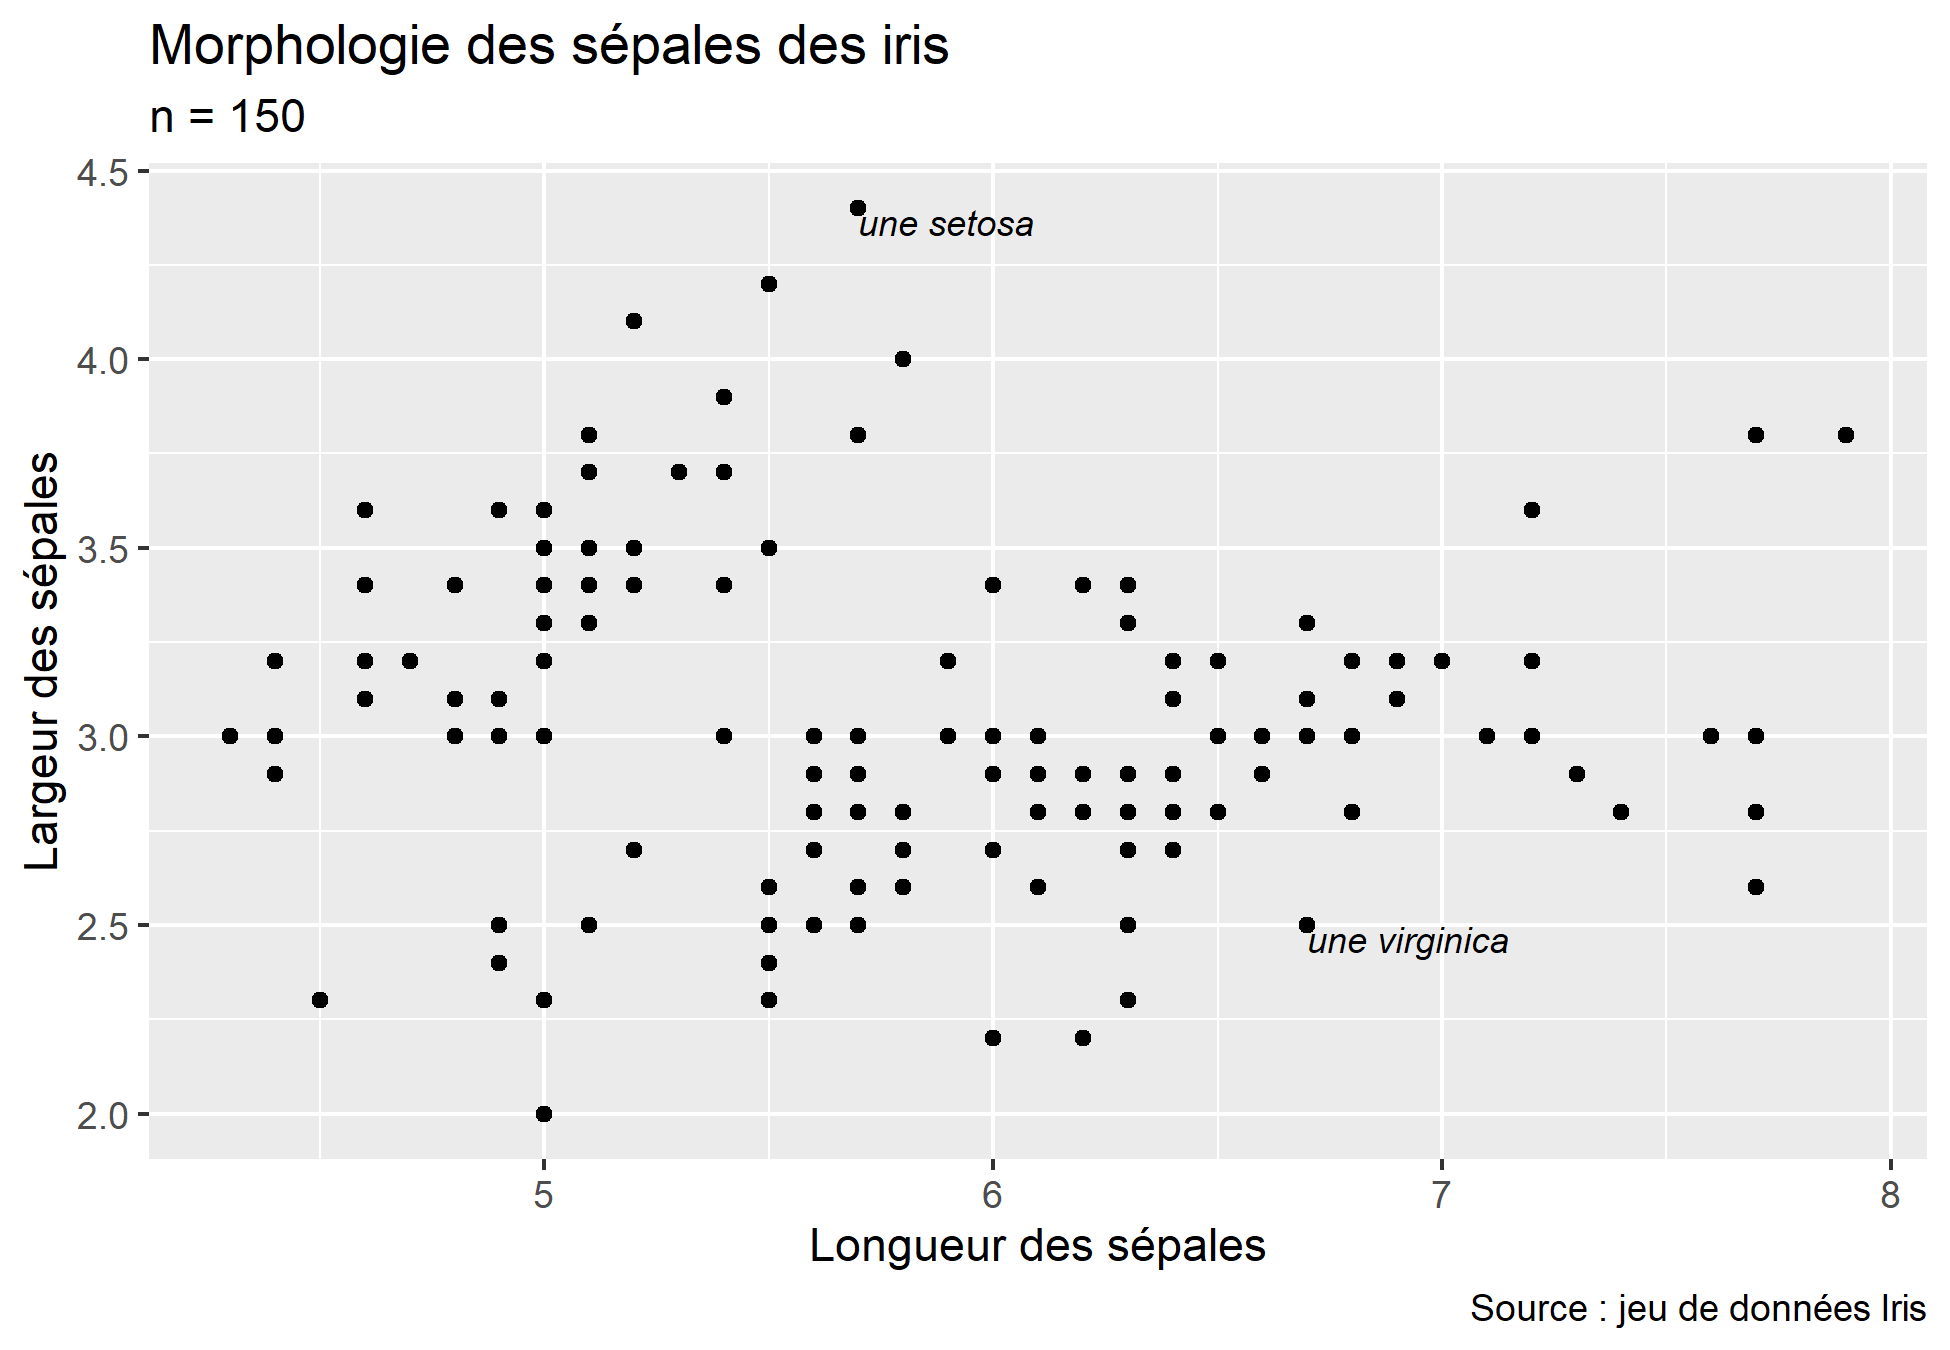 Morphologie des sépales des iris
n = 150
4.5
4.0
3.5
3.0
2.5
2.0
Largeur des sépales
une setosa
une virginica
5 6 7 8
Longueur des sépales
Source : jeu de données Iris